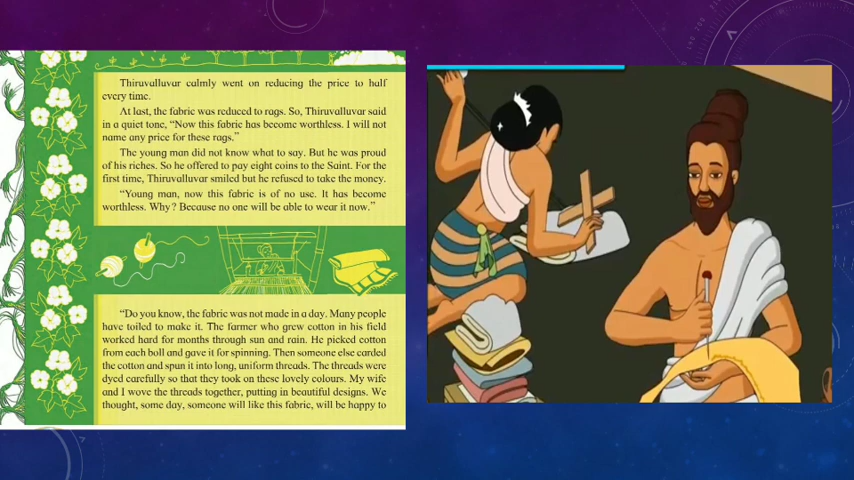 Thiruvalluvar calmly went on reducing the price to half
every time.
At last, the fabric was reduced to rags. So, Thiruvalluvar said
in a quiet tone, “Now this fabric has become worthless. I will not
name any price for these rags.”
The young man did not know what to say. But he was proud
of his riches. So he offered to pay eight coins to the Saint. For the
first time, Thiruvalluvar smiled but he refused to take the money.
“Young man, now this fabric is of no use. It has become
worthless. Why? Because no one will be able to wear it now.”
“Do you know, the fabric was not made in a day. Many people
have toiled to make it. The farmer who grew cotton in his field
worked hard for months through sun and rain. He picked cotton
from each boll and gave it for spinning. Then someone else carded
the cotton and spun it into long, uniform threads. The threads were
dyed carefully so that they took on these lovely colours. My wife
and I wove the threads together, putting in beautiful designs. We
thought, some day, someone will like this fabric, will be happy to